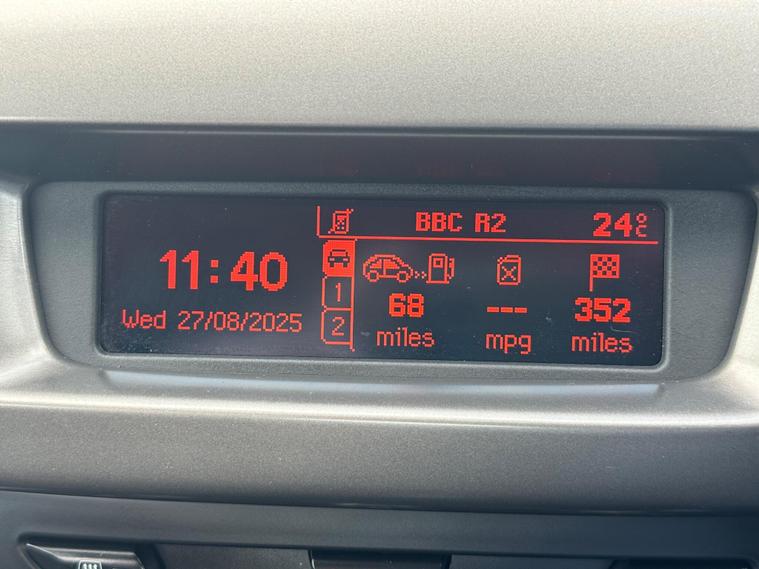 BBC R2 24°C
11:40
Wed 27/08/2025
1
2
68 --- 352
miles mpg miles